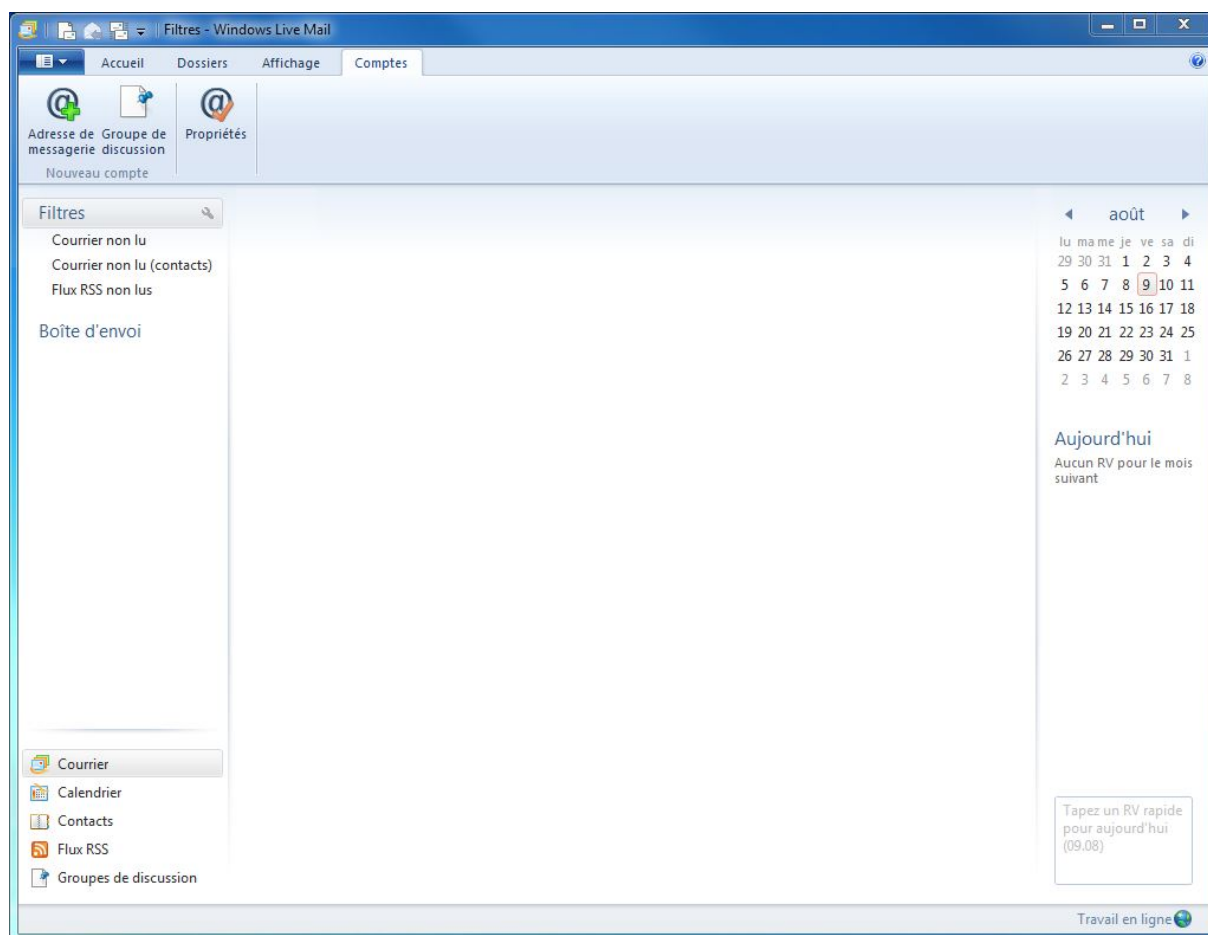 Filtres - Windows Live Mail
Accueil Dossiers Affichage Comptes
Adresse de messagerie
Groupe de discussion
Propriétés
Nouveau compte
Filtres
Courrier non lu
Courrier non lu (contacts)
Flux RSS non lus
Boîte d'envoi
Courrier
Calendrier
Contacts
Flux RSS
Groupes de discussion
août
lu ma me je ve sa di
29 30 31 1 2 3 4
5 6 7 8 9 10 11
12 13 14 15 16 17 18
19 20 21 22 23 24 25
26 27 28 29 30 31 1
2 3 4 5 6 7 8
Aujourd'hui
Aucun RV pour le mois
suivant
Tapez un RV rapide
pour aujourd'hui
(09.08)
Travail en ligne